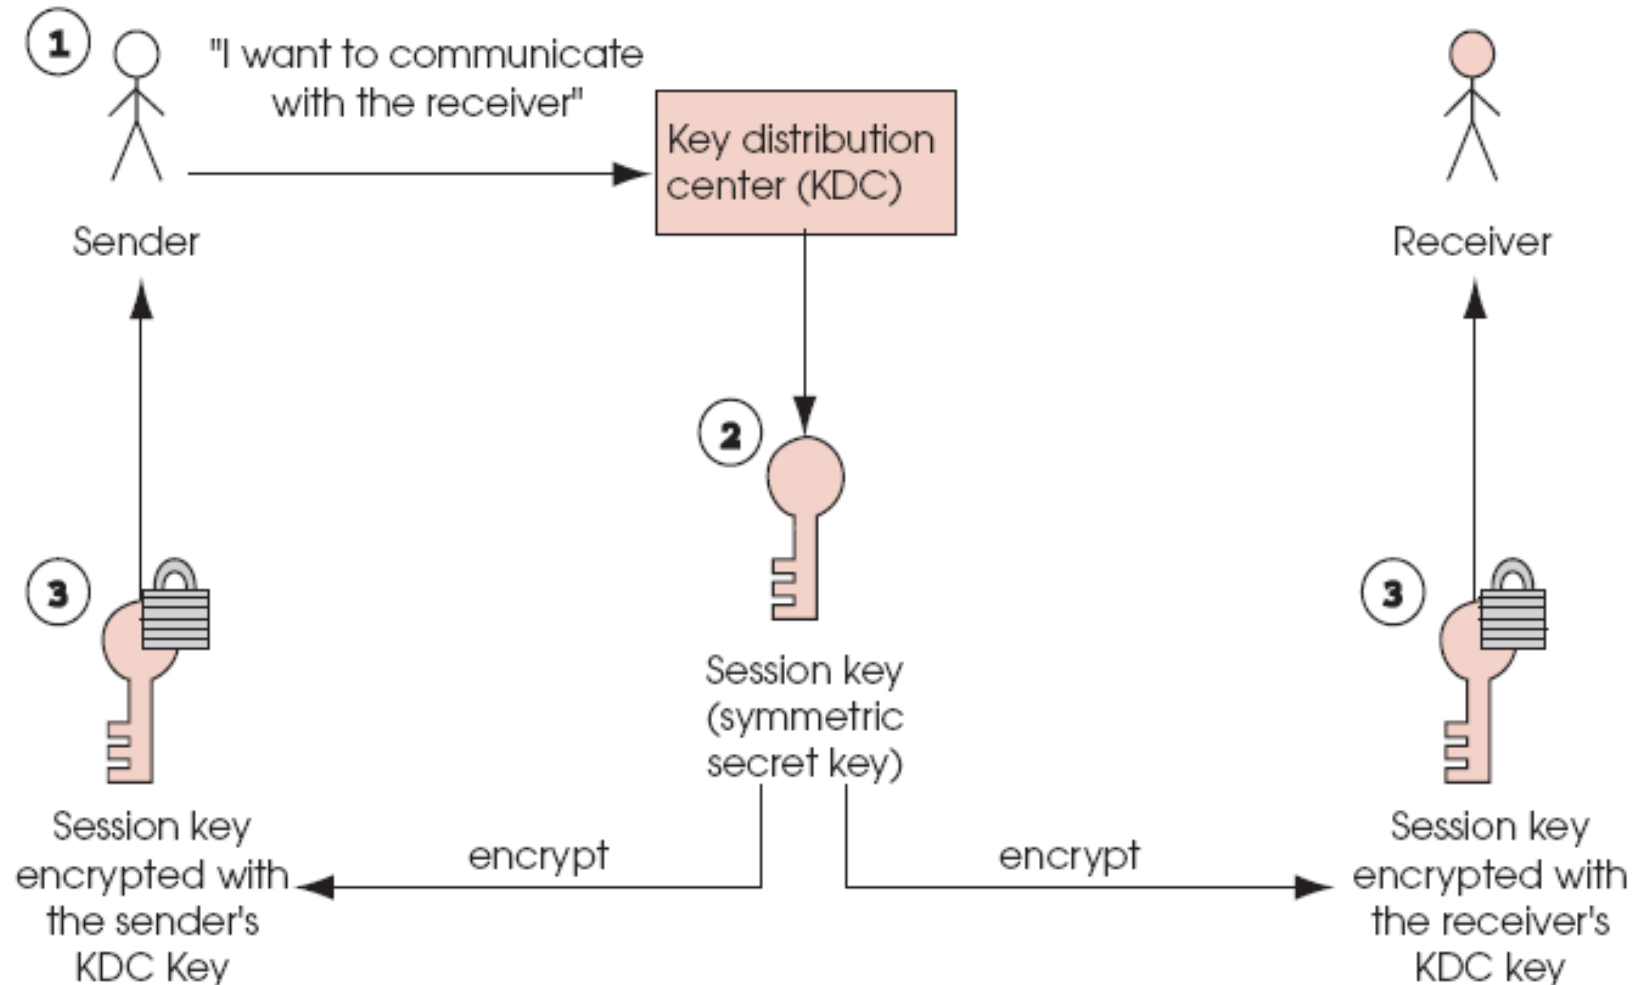 1
"I want to communicate
with the receiver"
Key distribution
center (KDC)
Sender
Receiver
2
3
3
Session key
(symmetric
secret key)
Session key
encrypted with
the sender's
KDC Key
encrypt
encrypt
Session key
encrypted with
the receiver's
KDC key